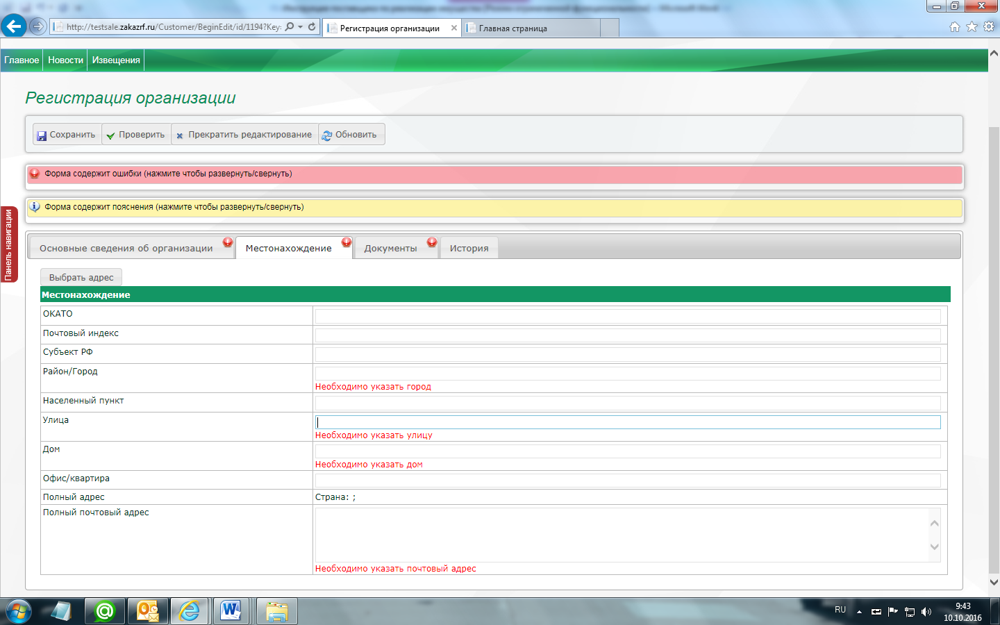 http://testsale.zakazrf.ru/Customer/BeginEdit/id/1194?Key:
Регистрация организации
Главная страница
Главное Новости Извещения
Регистрация организации
Сохранить Проверить Прекратить редактирование Обновить
Форма содержит ошибки (нажмите чтобы развернуть/свернуть)
Форма содержит пояснения (нажмите чтобы развернуть/свернуть)
Панель навигации
Основные сведения об организации Местонахождение Документы История
Выбрать адрес
Местонахождение
ОКАТО
Почтовый индекс
Субъект РФ
Район/Город
Необходимо указать город
Населенный пункт
Улица
Необходимо указать улицу
Дом
Необходимо указать дом
Офис/квартира
Полный адрес Страна: ;
Полный почтовый адрес
Необходимо указать почтовый адрес
RU
9:43
10.10.2016